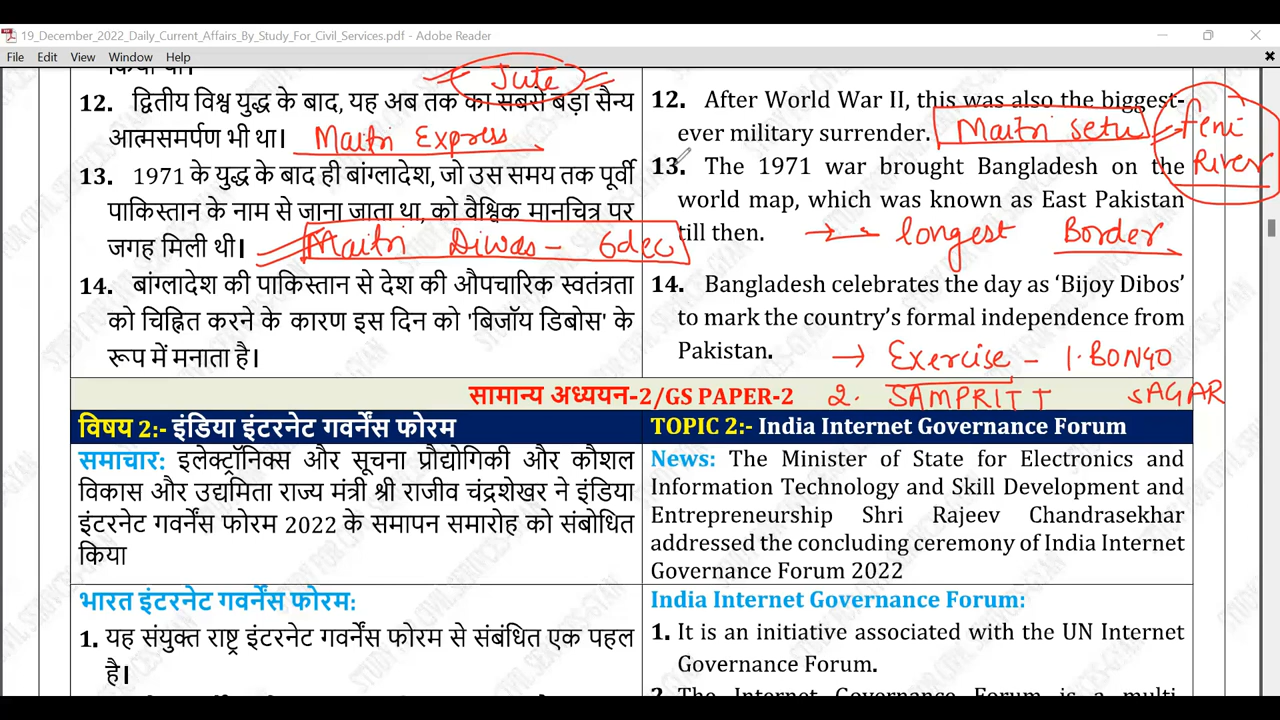 19_December_2022_Daily_Current_Affairs_By_Study_For_Civil_Services.pdf - Adobe Reader
File Edit View Window Help
Jute
12. द्वितीय विश्व युद्ध के बाद, यह अब तक का सबसे बड़ा सैन्य
आत्मसमर्पण भी था। Maitri Express
13. 1971 के युद्ध के बाद ही बांग्लादेश, जो उस समय तक पूर्वी
पाकिस्तान के नाम से जाना जाता था, को वैश्विक मानचित्र पर
जगह मिली थी। Maitri Diwas - 6 dec
14. बांग्लादेश की पाकिस्तान से देश की औपचारिक स्वतंत्रता
को चिह्नित करने के कारण इस दिन को 'बिजॉय डिबोस' के
रूप में मनाता है।
12. After World War II, this was also the biggest-
ever military surrender. Maitri setu feni
River
13. The 1971 war brought Bangladesh on the
world map, which was known as East Pakistan
till then. → longest Border
14. Bangladesh celebrates the day as ‘Bijoy Dibos’
to mark the country’s formal independence from
Pakistan. → Exercise - 1. BONGO
सामान्य अध्ययन-2/GS PAPER-2 2. SAMPRITI SAGAR
विषय 2:- इंडिया इंटरनेट गवर्नेंस फोरम
समाचार: इलेक्ट्रॉनिक्स और सूचना प्रौद्योगिकी और कौशल
विकास और उद्यमिता राज्य मंत्री श्री राजीव चंद्रशेखर ने इंडिया
इंटरनेट गवर्नेंस फोरम 2022 के समापन समारोह को संबोधित
किया
TOPIC 2:- India Internet Governance Forum
News: The Minister of State for Electronics and
Information Technology and Skill Development and
Entrepreneurship Shri Rajeev Chandrasekhar
addressed the concluding ceremony of India Internet
Governance Forum 2022
भारत इंटरनेट गवर्नेंस फोरम:
1. यह संयुक्त राष्ट्र इंटरनेट गवर्नेंस फोरम से संबंधित एक पहल
है।
India Internet Governance Forum:
1. It is an initiative associated with the UN Internet
Governance Forum.
2. The Internet Governance Forum is a multi-